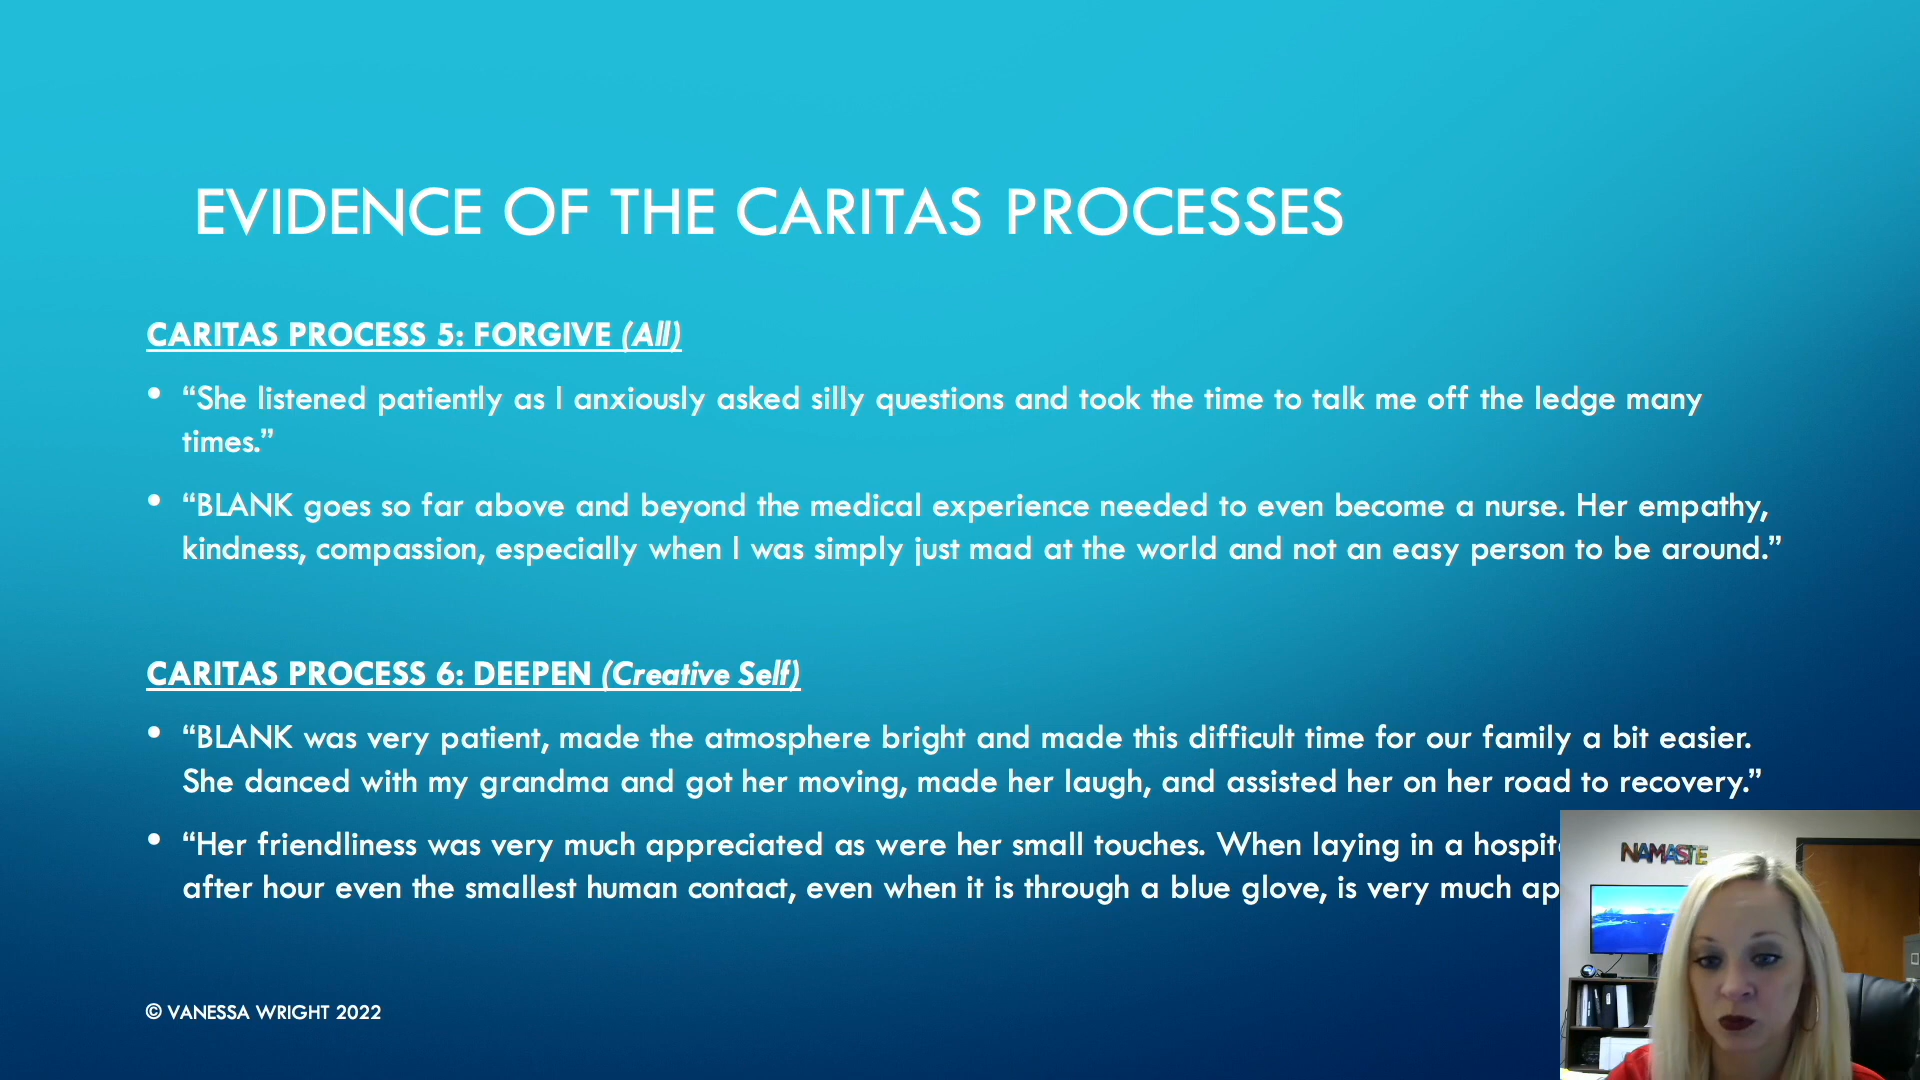 EVIDENCE OF THE CARITAS PROCESSES
CARITAS PROCESS 5: FORGIVE (All)
• “She listened patiently as I anxiously asked silly questions and took the time to talk me off the ledge many
times.”
• “BLANK goes so far above and beyond the medical experience needed to even become a nurse. Her empathy,
kindness, compassion, especially when I was simply just mad at the world and not an easy person to be around.”
CARITAS PROCESS 6: DEEPEN (Creative Self)
• “BLANK was very patient, made the atmosphere bright and made this difficult time for our family a bit easier.
She danced with my grandma and got her moving, made her laugh, and assisted her on her road to recovery.”
• “Her friendliness was very much appreciated as were her small touches. When laying in a
after hour even the smallest human contact, even when it is through a blue glove, is very much
NAMASTE
© VANESSA WRIGHT 2022